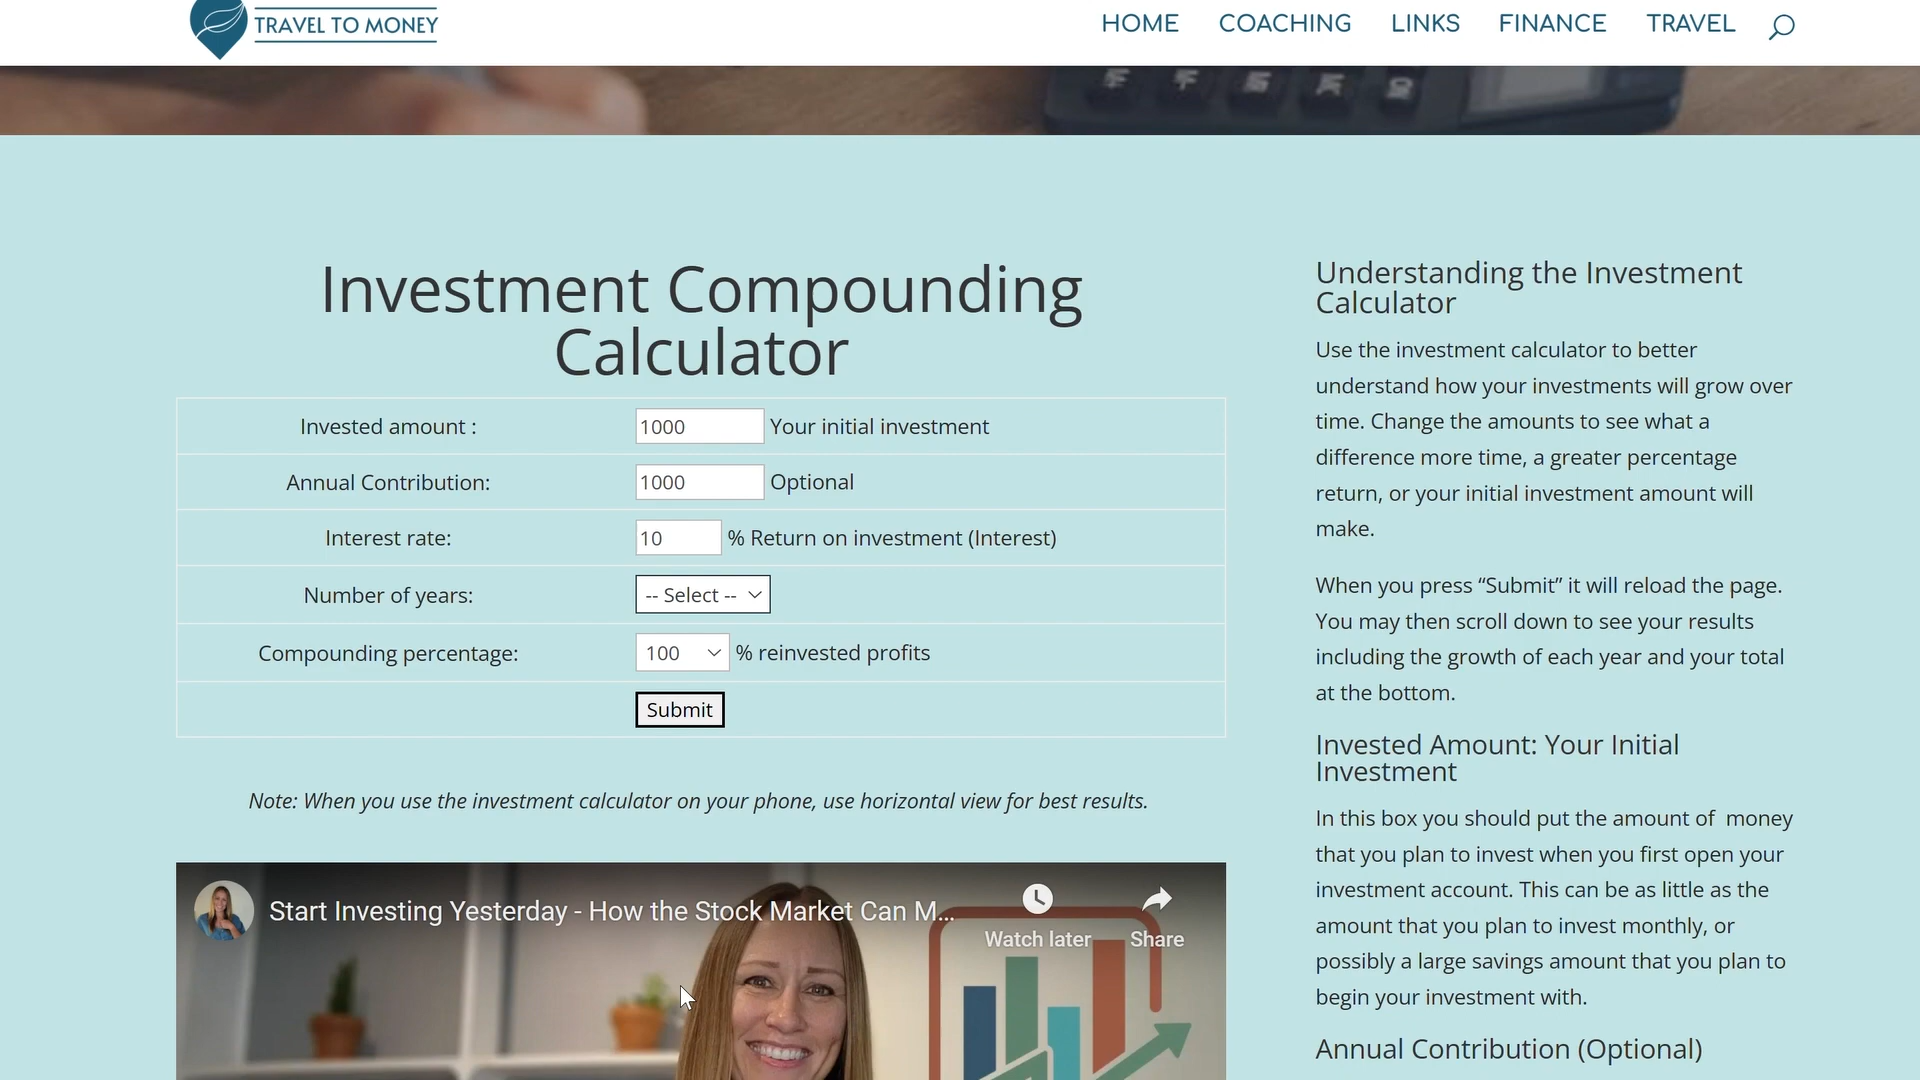 TRAVEL TO MONEY
HOME COACHING LINKS FINANCE TRAVEL
Investment Compounding
Calculator
Invested amount : 1000 Your initial investment
Annual Contribution: 1000 Optional
Interest rate: 10 % Return on investment (Interest)
Number of years: -- Select --
Compounding percentage: 100 % reinvested profits
Submit
Note: When you use the investment calculator on your phone, use horizontal view for best results.
Start Investing Yesterday - How the Stock Market Can M...
Watch later Share
Understanding the Investment
Calculator
Use the investment calculator to better
understand how your investments will grow over
time. Change the amounts to see what a
difference more time, a greater percentage
return, or your initial investment amount will
make.
When you press “Submit” it will reload the page.
You may then scroll down to see your results
including the growth of each year and your total
at the bottom.
Invested Amount: Your Initial
Investment
In this box you should put the amount of  money
that you plan to invest when you first open your
investment account. This can be as little as the
amount that you plan to invest monthly, or
possibly a large savings amount that you plan to
begin your investment with.
Annual Contribution (Optional)